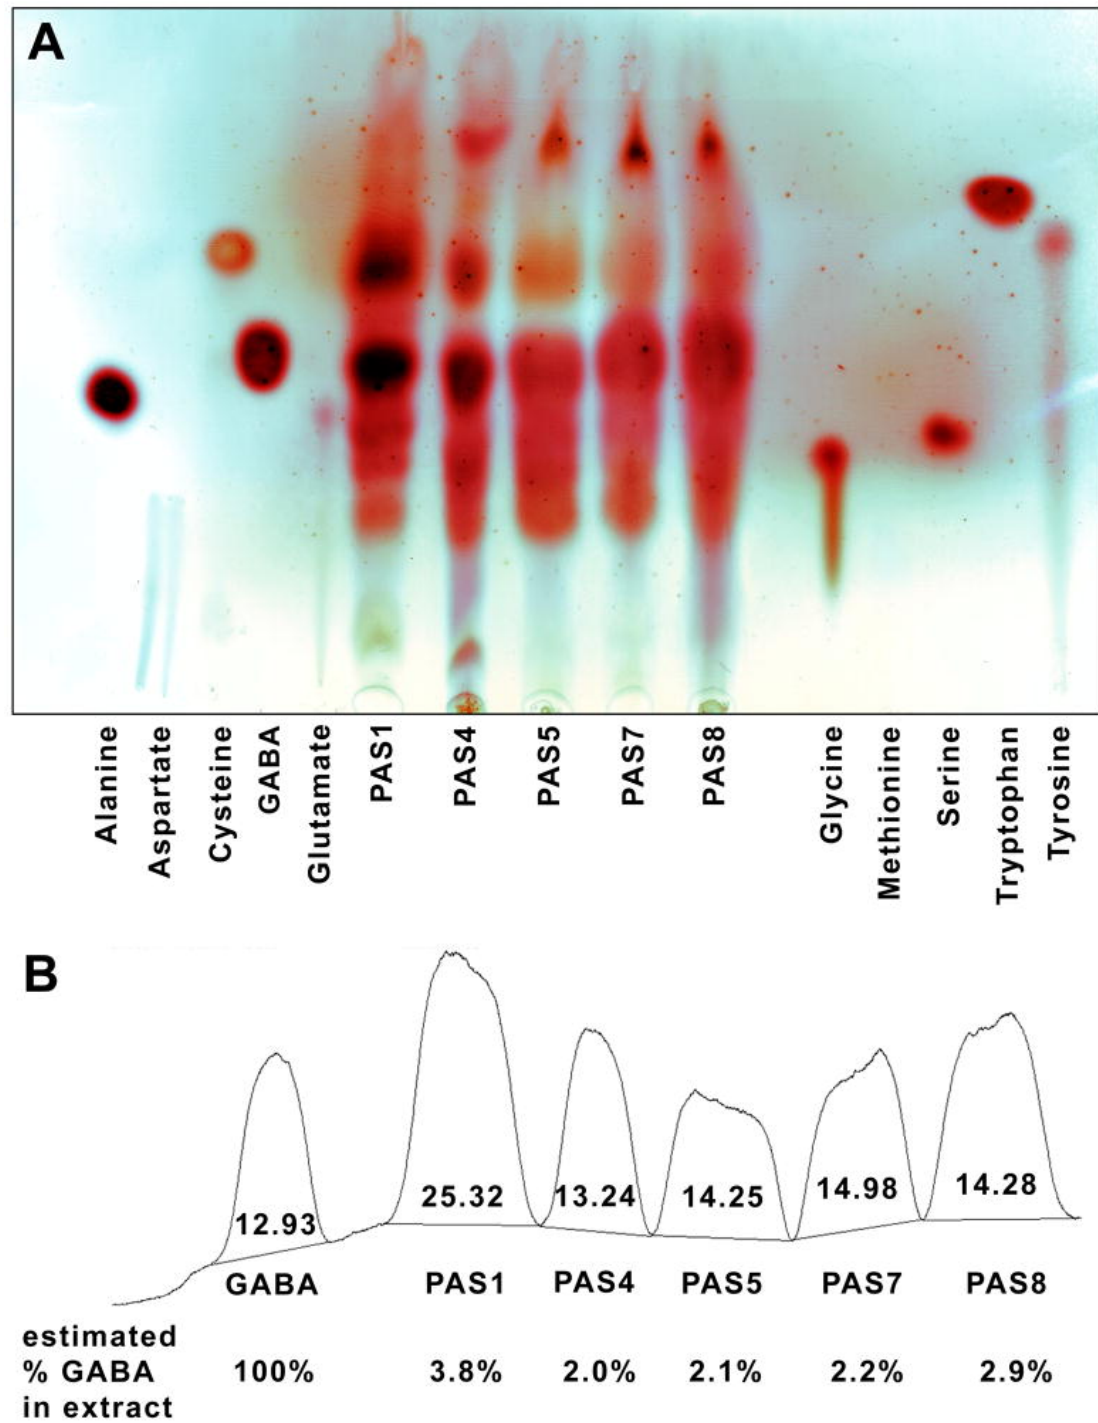 A
Alanine
Aspartate
Cysteine
GABA
Glutamate
PAS1
PAS4
PAS5
PAS7
PAS8
Glycine
Methionine
Serine
Tryptophan
Tyrosine
B
12.93 25.32 13.24 14.25 14.98 14.28
GABA PAS1 PAS4 PAS5 PAS7 PAS8
estimated
% GABA 100% 3.8% 2.0% 2.1% 2.2% 2.9%
in extract